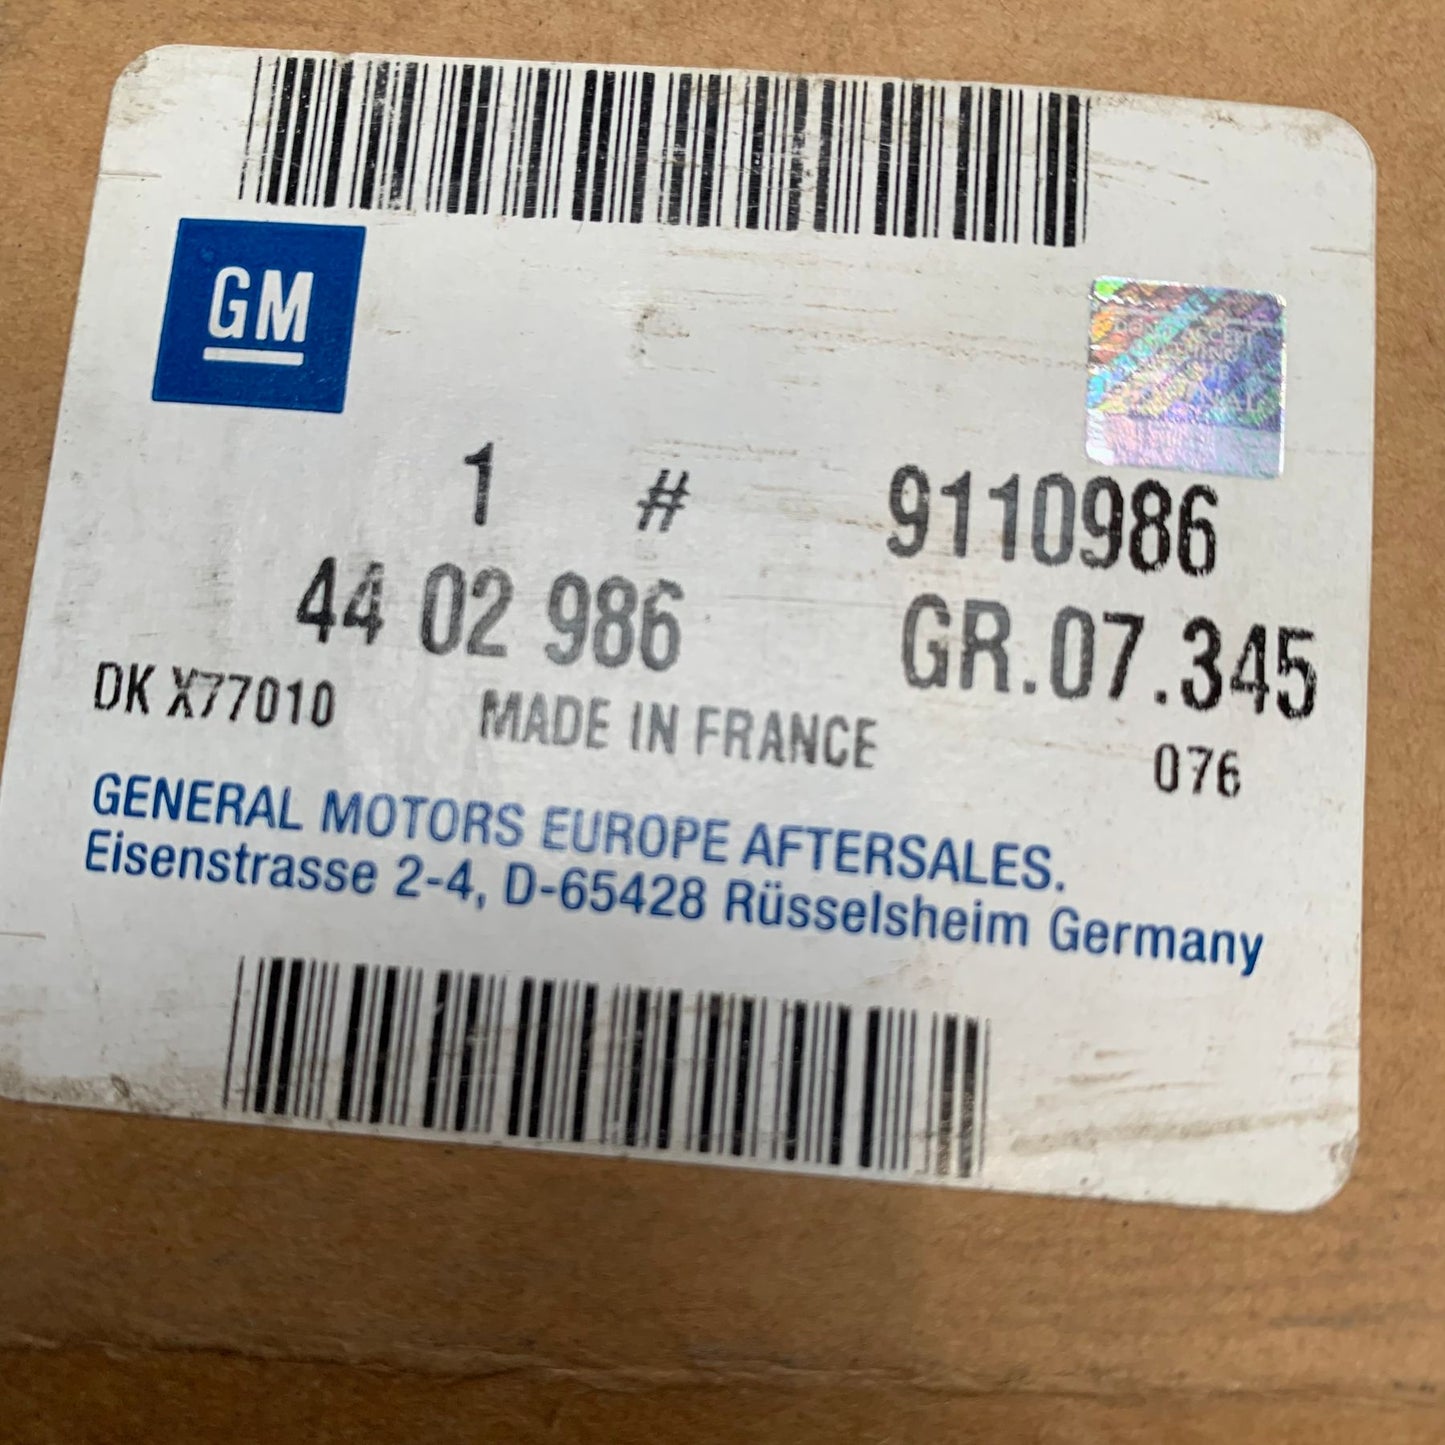 GM
ACCEPT
1 # 9110986
44 02 986 GR.07.345
DK X77010 MADE IN FRANCE 076
GENERAL MOTORS EUROPE AFTERSALES.
Eisenstrasse 2-4, D-65428 Rüsselsheim Germany